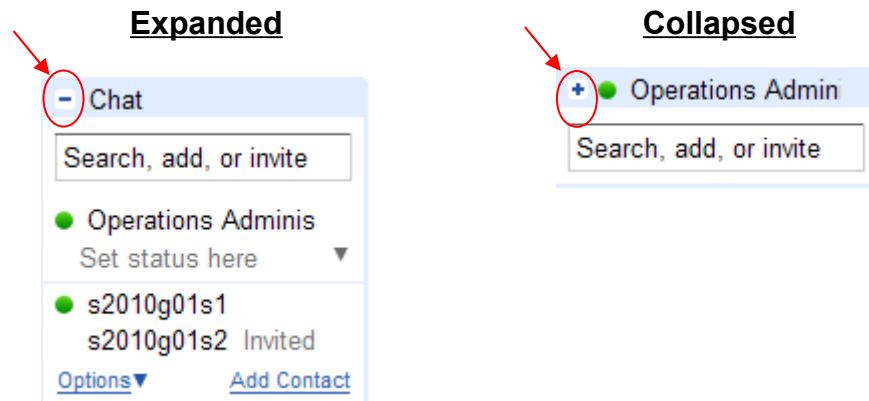 Expanded
Chat
Search, add, or invite
Operations Adminis
Set status here
s2010g01s1
s2010g01s2 Invited
Options Add Contact
Collapsed
Operations Admini
Search, add, or invite